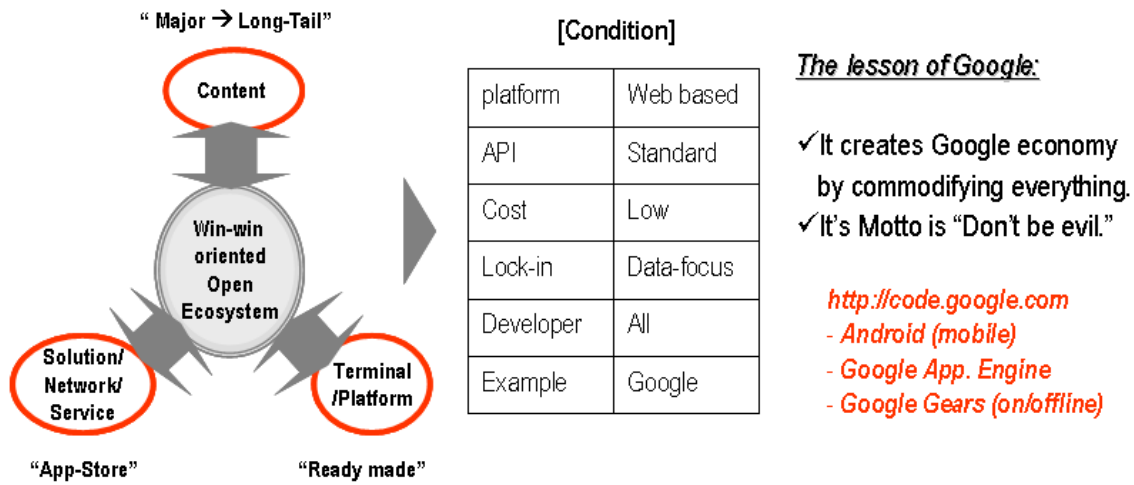 “ Major → Long-Tail”
Content
Win-win
oriented
Open
Ecosystem
Solution/
Network/
Service
Terminal
/Platform
“App-Store”
“Ready made”
[Condition]
platform Web based
API Standard
Cost Low
Lock-in Data-focus
Developer All
Example Google
The lesson of Google:
✓It creates Google economy
by commodifying everything.
✓It’s Motto is “Don’t be evil.”
http://code.google.com
- Android (mobile)
- Google App. Engine
- Google Gears (on/offline)